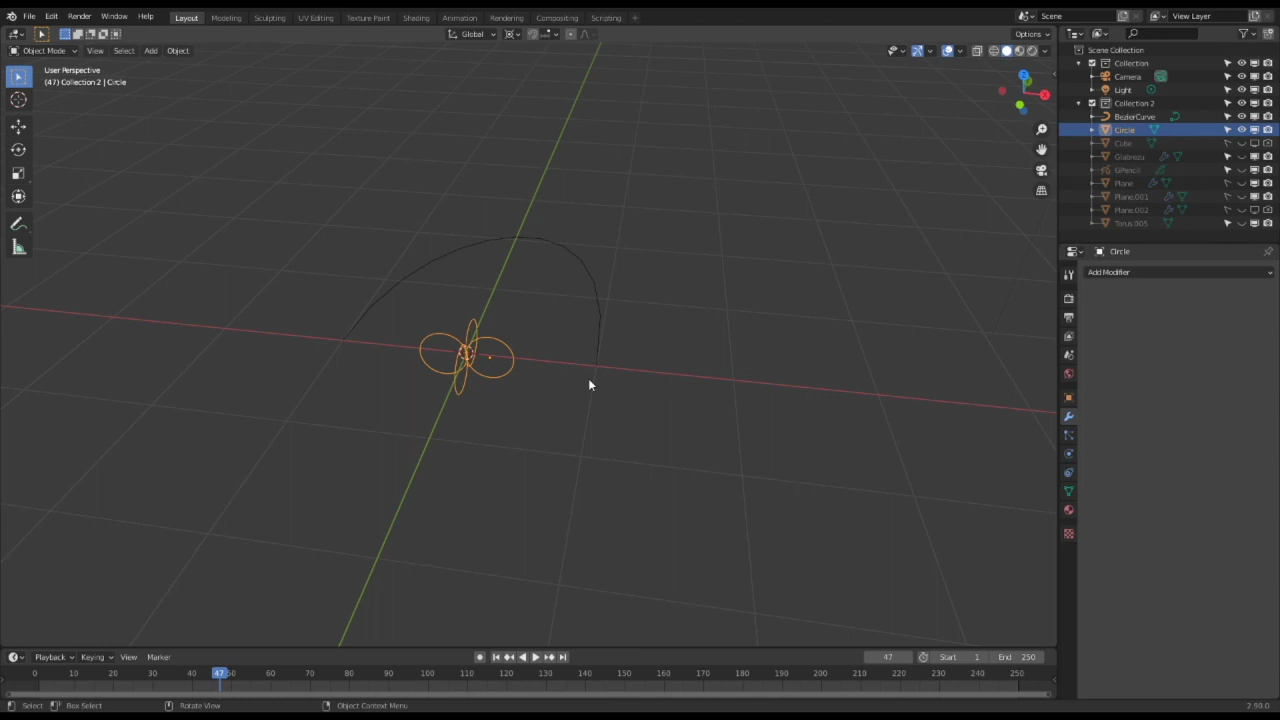 File Edit Render Window Help Layout Modeling Sculpting UV Editing Texture Paint Shading Animation Rendering Compositing Scripting + Scene View Layer
Global Options
Object Mode View Select Add Object
User Perspective
(47) Collection 2 | Circle
Z
X
Scene Collection
Collection
Camera
Light
Collection 2
BezierCurve
Circle
Cube
Glabrezu
GPencil
Plane
Plane.001
Plane.002
Torus.005
Circle
Add Modifier
Playback Keying View Marker 47 Start 1 End 250
0 10 20 30 40 47 50 60 70 80 90 100 110 120 130 140 150 160 170 180 190 200 210 220 230 240 250
Select Box Select Rotate View Object Context Menu 2.90.0